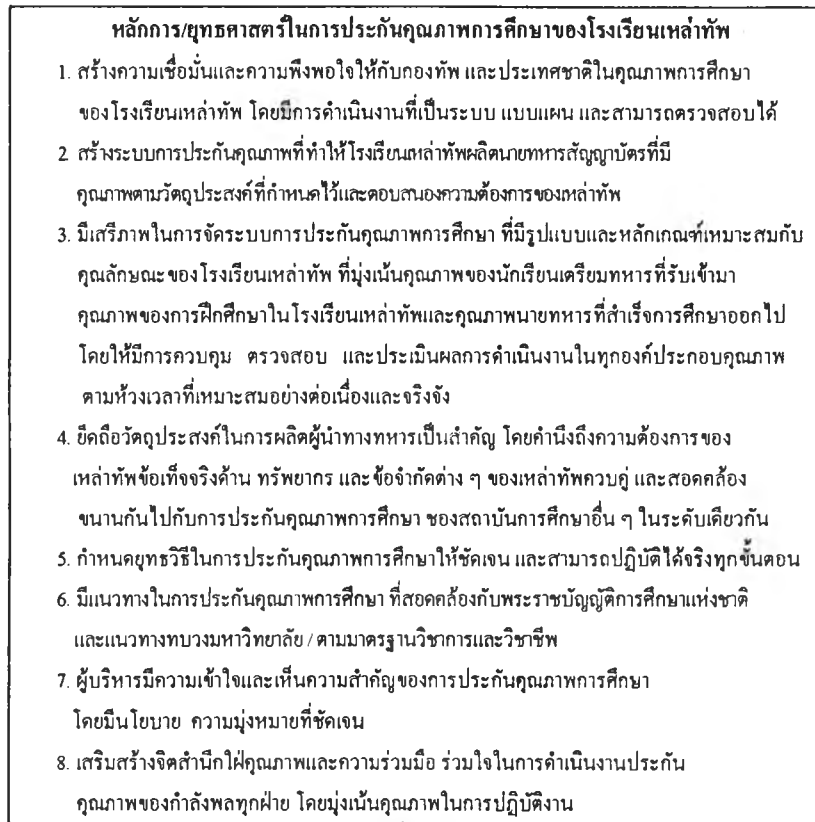 หลักการ/ยุทธศาสตร์ในการประกันคุณภาพการศึกษาของโรงเรียนเหล่าทัพ
1. สร้างความเชื่อมั่นและความพึงพอใจให้กับกองทัพ และประเทศชาติในคุณภาพการศึกษา
ของโรงเรียนเหล่าทัพ โดยมีการดำเนินงานที่เป็นระบบ แบบแผน และสามารถตรวจสอบได้
2. สร้างระบบการประกันคุณภาพที่ทำให้โรงเรียนเหล่าทัพผลิตนายทหารสัญญาบัตรที่มี
คุณภาพตามวัตถุประสงค์ที่กำหนดไว้และตอบสนองความต้องการของเหล่าทัพ
3. มีเสรีภาพในการจัดระบบการประกันคุณภาพการศึกษา ที่มีรูปแบบและหลักเกณฑ์เหมาะสมกับ
คุณลักษณะของโรงเรียนเหล่าทัพ ที่มุ่งเน้นคุณภาพของนักเรียนเตรียมทหารที่รับเข้ามา
คุณภาพของการฝึกศึกษาในโรงเรียนเหล่าทัพและคุณภาพนายทหารที่สำเร็จการศึกษาออกไป
โดยให้มีการควบคุม ตรวจสอบ และประเมินผลการดำเนินงานในทุกองค์ประกอบคุณภาพ
ตามห้วงเวลาที่เหมาะสมอย่างต่อเนื่องและจริงจัง
4. ยึดถือวัตถุประสงค์ในการผลิตผู้นำทางทหารเป็นสำคัญ โดยคำนึงถึงความต้องการของ
เหล่าทัพข้อเท็จจริงด้าน ทรัพยากร และข้อจำกัดต่าง ๆ ของเหล่าทัพควบคู่ และสอดคล้อง
ขนานกันไปกับการประกันคุณภาพการศึกษา ของสถาบันการศึกษาอื่น ๆ ในระดับเดียวกัน
5. กำหนดยุทธวิธีในการประกันคุณภาพการศึกษาให้ชัดเจน และสามารถปฏิบัติได้จริงทุกขั้นตอน
6. มีแนวทางในการประกันคุณภาพการศึกษา ที่สอดคล้องกับพระราชบัญญัติการศึกษาแห่งชาติ
และแนวทางทบวงมหาวิทยาลัย / ตามมาตรฐานวิชาการและวิชาชีพ
7. ผู้บริหารมีความเข้าใจและเห็นความสำคัญของการประกันคุณภาพการศึกษา
โดยมีนโยบาย ความมุ่งหมายที่ชัดเจน
8. เสริมสร้างจิตสำนึกใฝ่คุณภาพและความร่วมมือ ร่วมใจในการดำเนินงานประกัน
คุณภาพของกำลังพลทุกฝ่าย โดยมุ่งเน้นคุณภาพในการปฏิบัติงาน